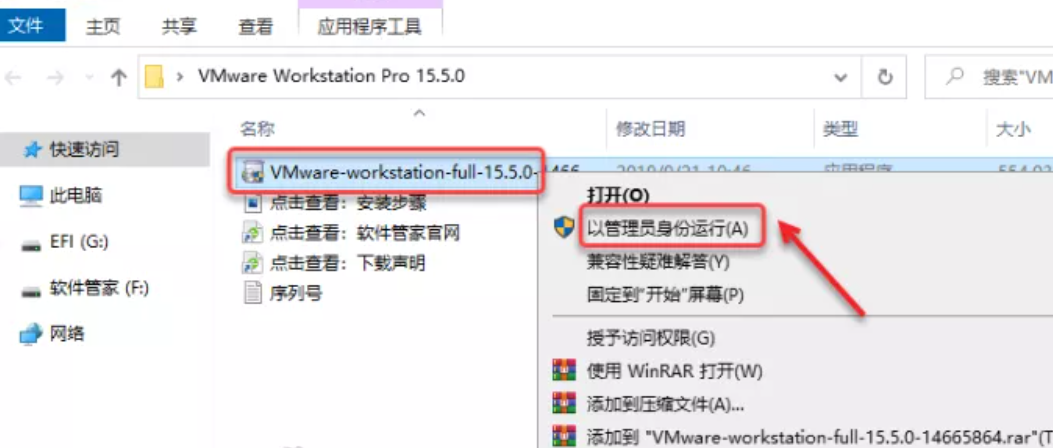 文件 主页 共享 查看 应用程序工具
VMware Workstation Pro 15.5.0 搜索"VM
名称 修改日期 类型 大小
快速访问
VMware-workstation-full-15.5.0-
此电脑
EFI (G:)
软件管家 (F:)
网络
点击查看：安装步骤
点击查看：软件管家官网
点击查看：下载声明
序列号
打开(O)
以管理员身份运行(A)
兼容性疑难解答(Y)
固定到"开始"屏幕(P)
授予访问权限(G)
使用 WinRAR 打开(W)
添加到压缩文件(A)...
添加到 "VMware-workstation-full-15.5.0-14665864.rar"(T